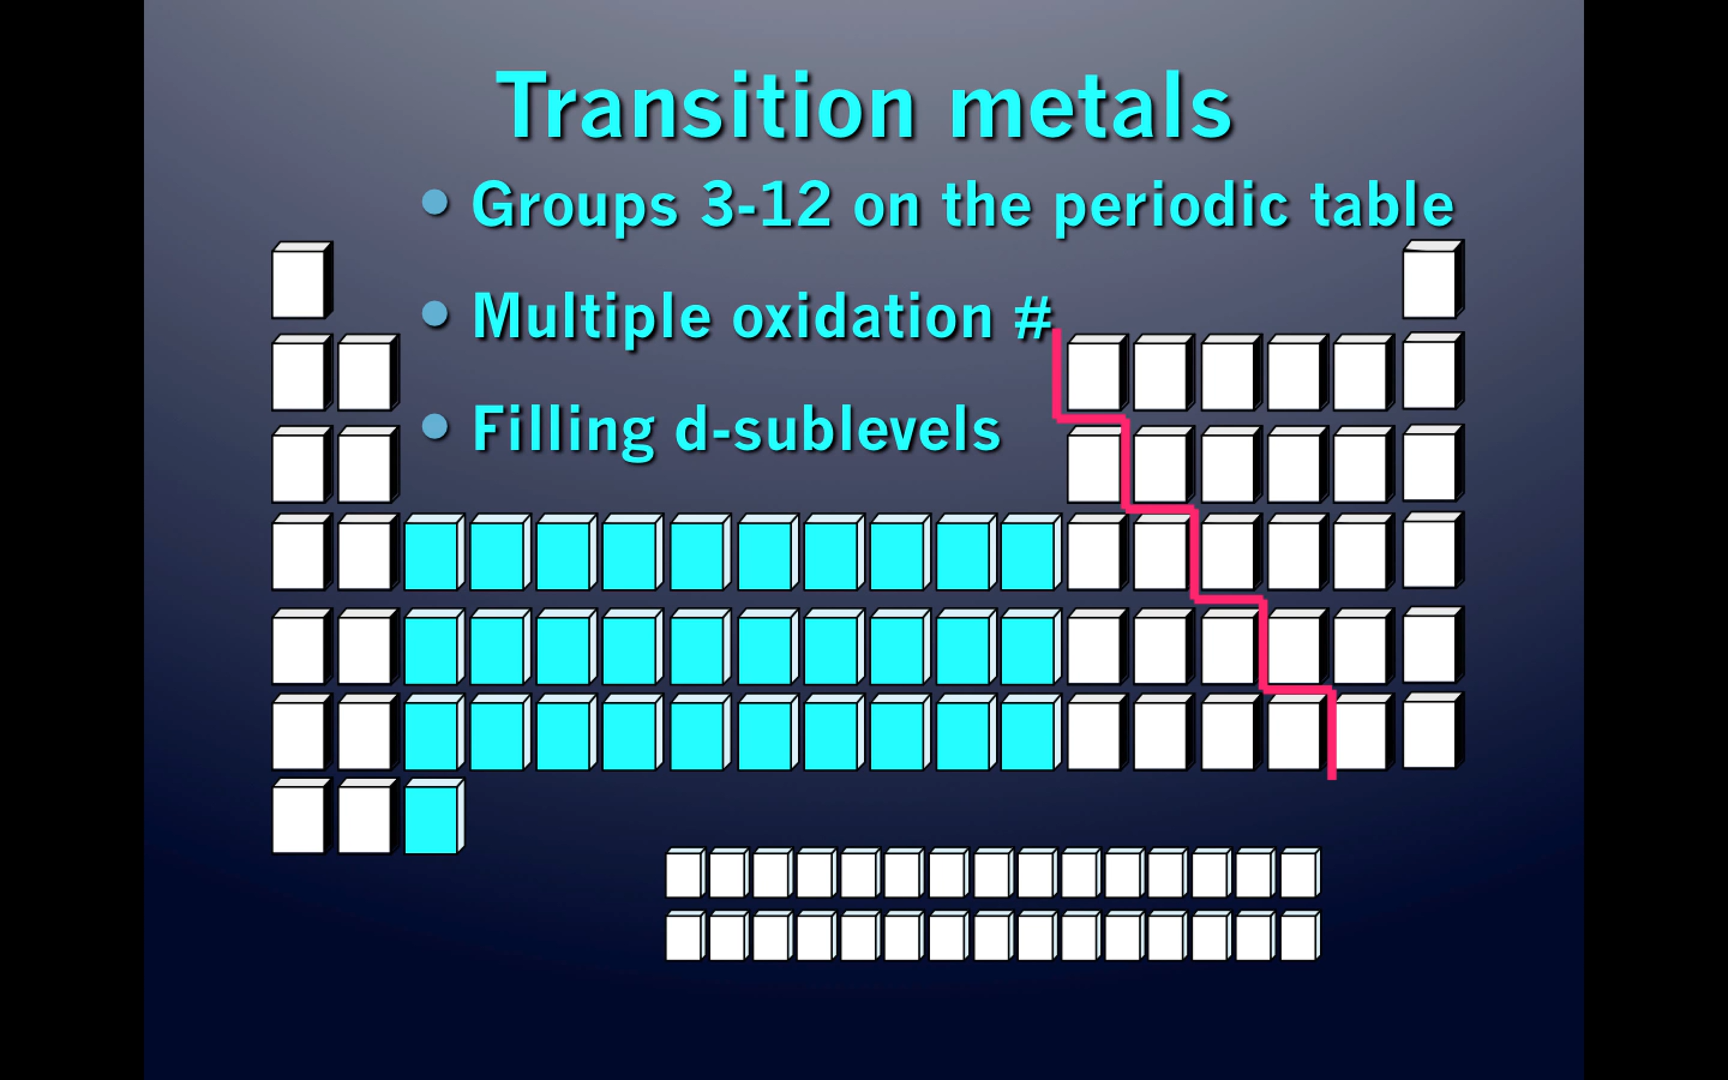 Transition metals
Groups 3-12 on the periodic table
Multiple oxidation #
Filling d-sublevels